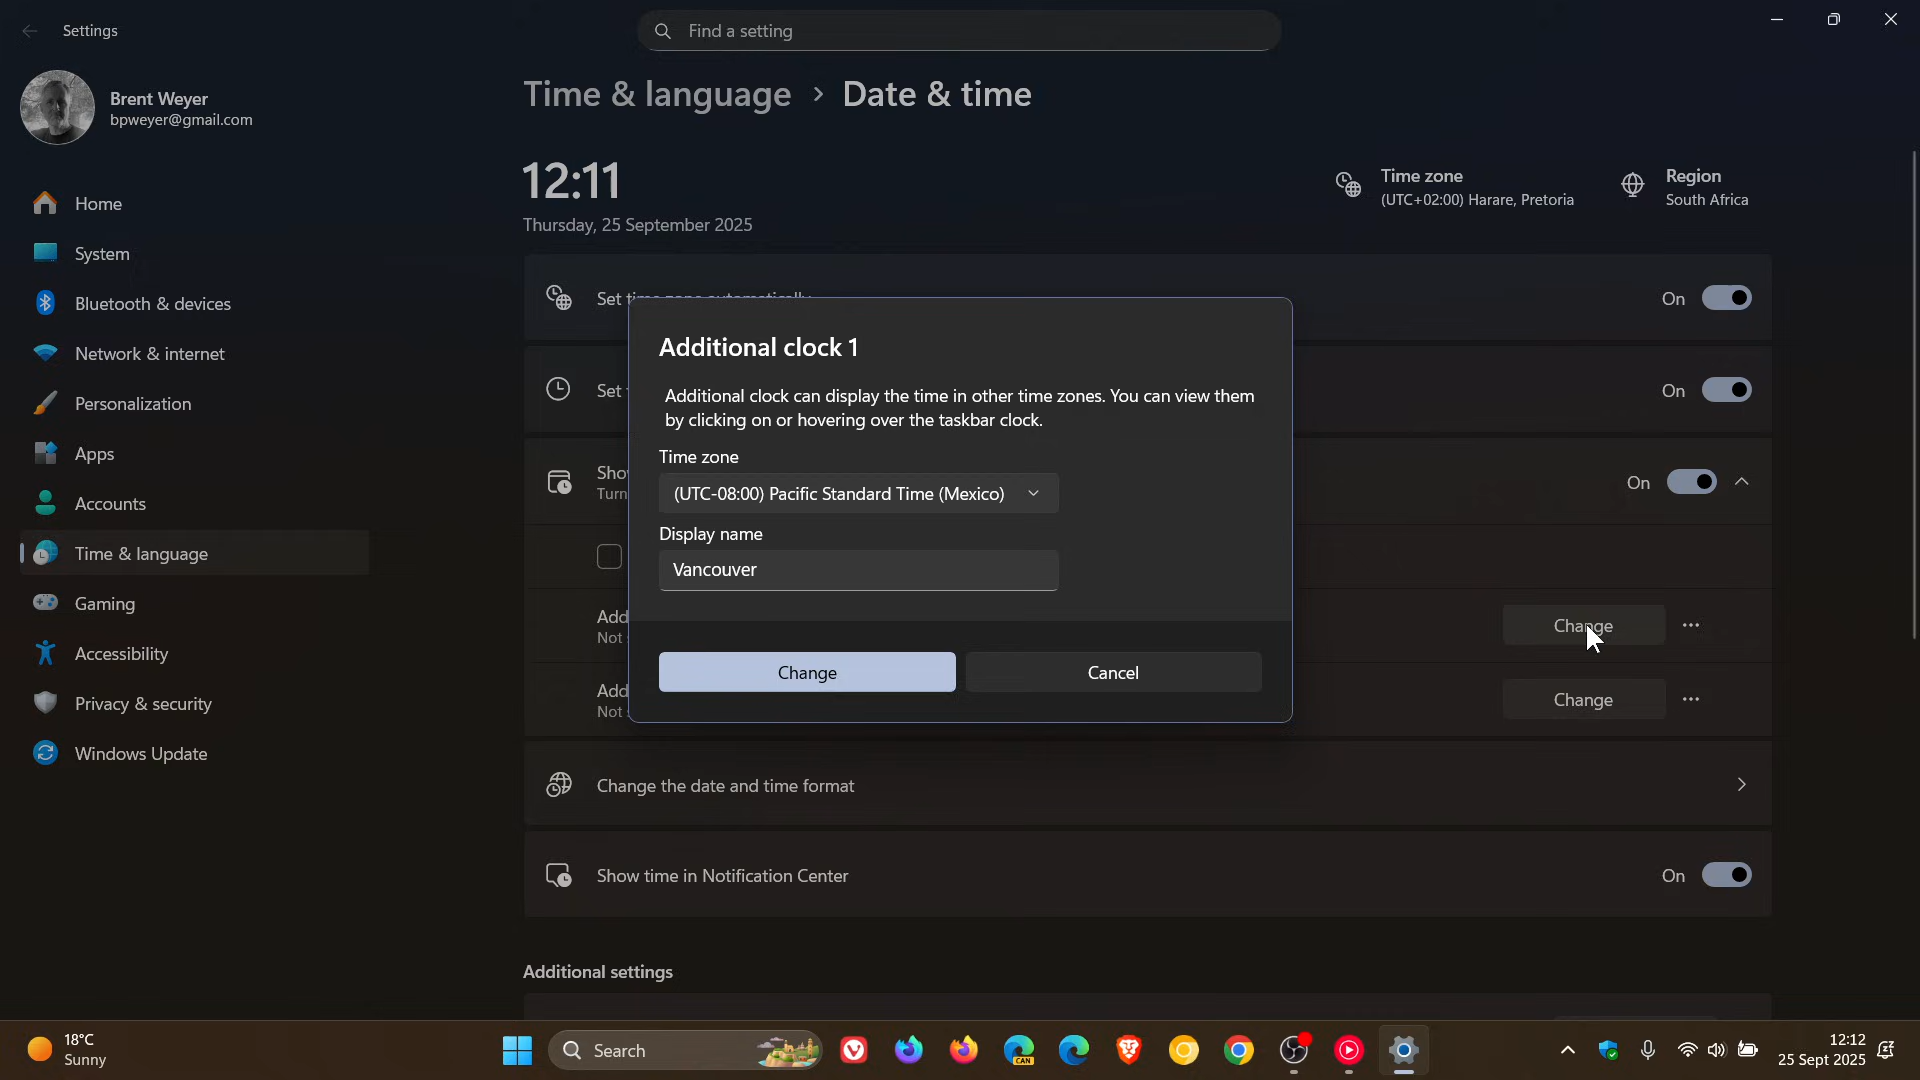 Settings
Find a setting
Brent Weyer
bpweyer@gmail.com
Home
System
Bluetooth & devices
Network & internet
Personalization
Apps
Accounts
Time & language
Gaming
Accessibility
Privacy & security
Windows Update
Time & language > Date & time
12:11
Thursday, 25 September 2025
Time zone
(UTC+02:00) Harare, Pretoria
Region
South Africa
Set time zone automatically
On
Set
On
Sho
Turn
On
Additional clock 1
Additional clock can display the time in other time zones. You can view them
by clicking on or hovering over the taskbar clock.
Time zone
(UTC-08:00) Pacific Standard Time (Mexico)
Display name
Vancouver
Change
Cancel
Add
Not
Change
Add
Not
Change
Change the date and time format
Show time in Notification Center
On
Additional settings
18°C
Sunny
Search
CAN
12:12
25 Sept 2025